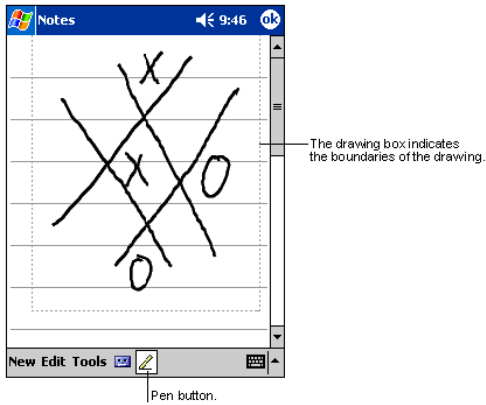 Notes 9:46 ok
X
The drawing box indicates
the boundaries of the drawing.
X O
O
New Edit Tools
Pen button.